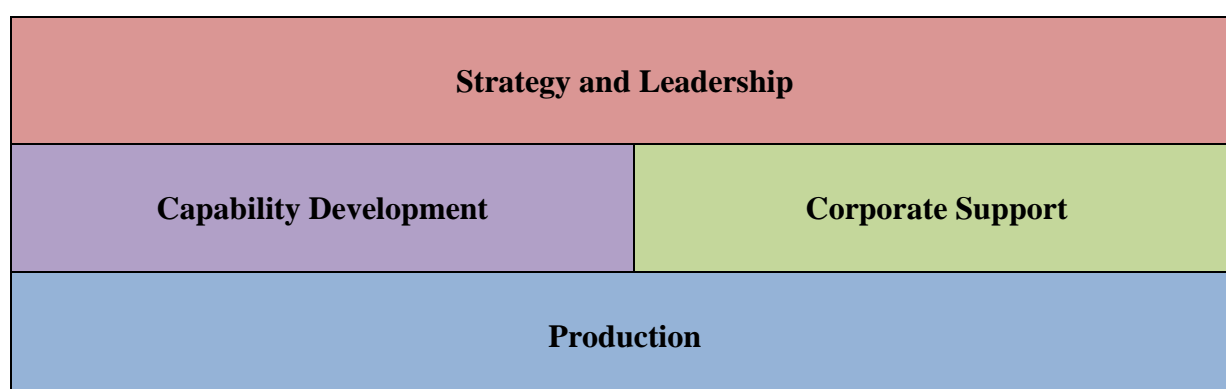 Strategy and Leadership
Capability Development
Corporate Support
Production